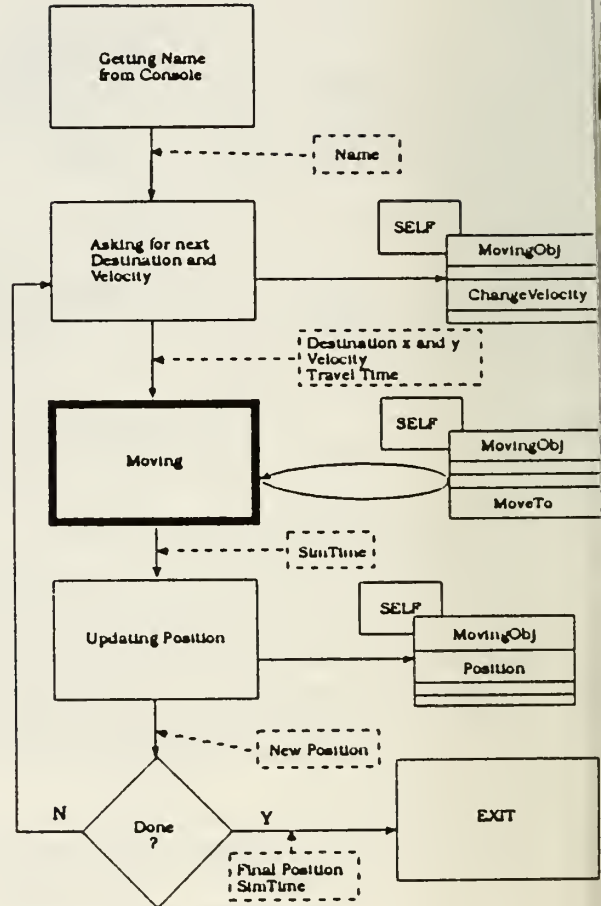 Getting Name
from Console
Name
Asking for next
Destination and
Velocity
SELF
MovingObj
ChangeVelocity
Destination x and y
Velocity
Travel Time
Moving
SELF
MovingObj
MoveTo
SimTime
Updating Position
SELF
MovingObj
Position
New Position
N
Done
?
Y
EXIT
Final Position
SimTime